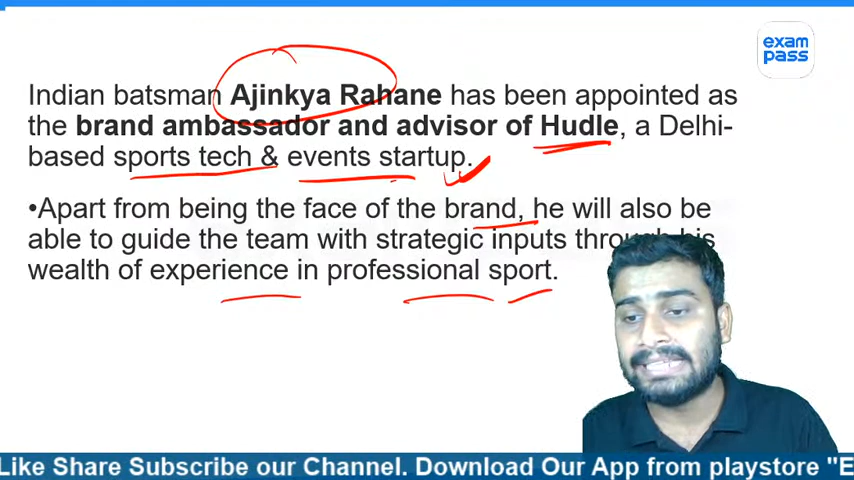 exam
pass
Indian batsman Ajinkya Rahane has been appointed as
the brand ambassador and advisor of Hudle, a Delhi-
based sports tech & events startup.
•Apart from being the face of the brand, he will also be
able to guide the team with strategic inputs through his
wealth of experience in professional sport.
Like Share Subscribe our Channel. Download Our App from playstore "E